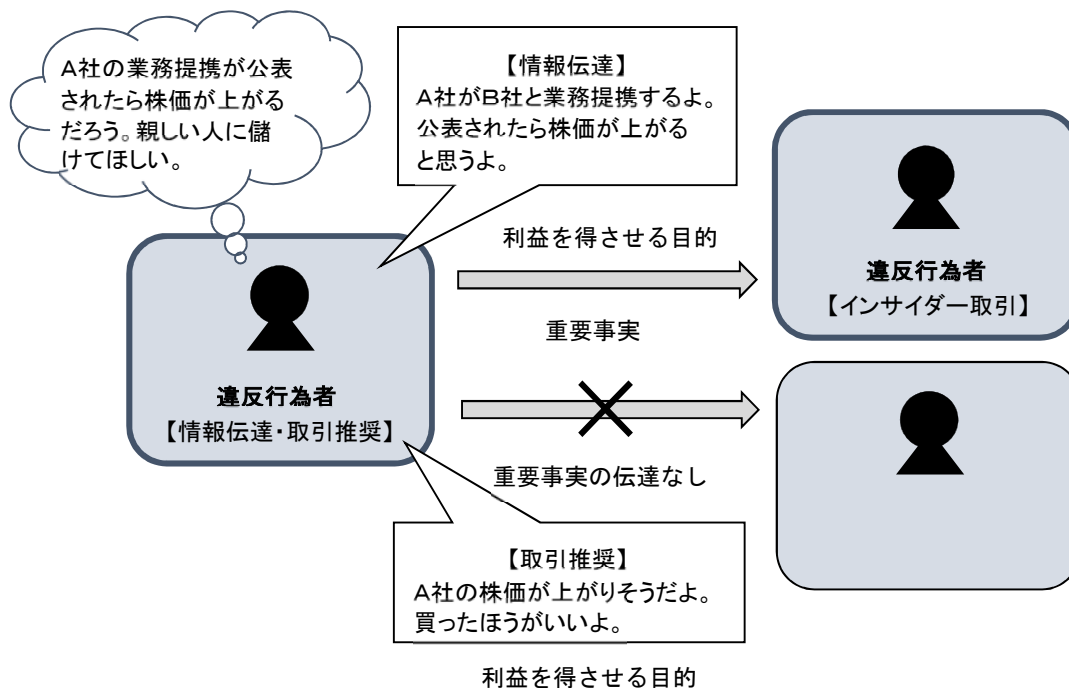 A社の業務提携が公表
されたら株価が上がる
だろう。親しい人に儲
けてほしい。
【情報伝達】
A社がB社と業務提携するよ。
公表されたら株価が上がる
と思うよ。
利益を得させる目的
重要事実
違反行為者
【インサイダー取引】
違反行為者
【情報伝達・取引推奨】
重要事実の伝達なし
【取引推奨】
A社の株価が上がりそうだよ。
買ったほうがいいよ。
利益を得させる目的